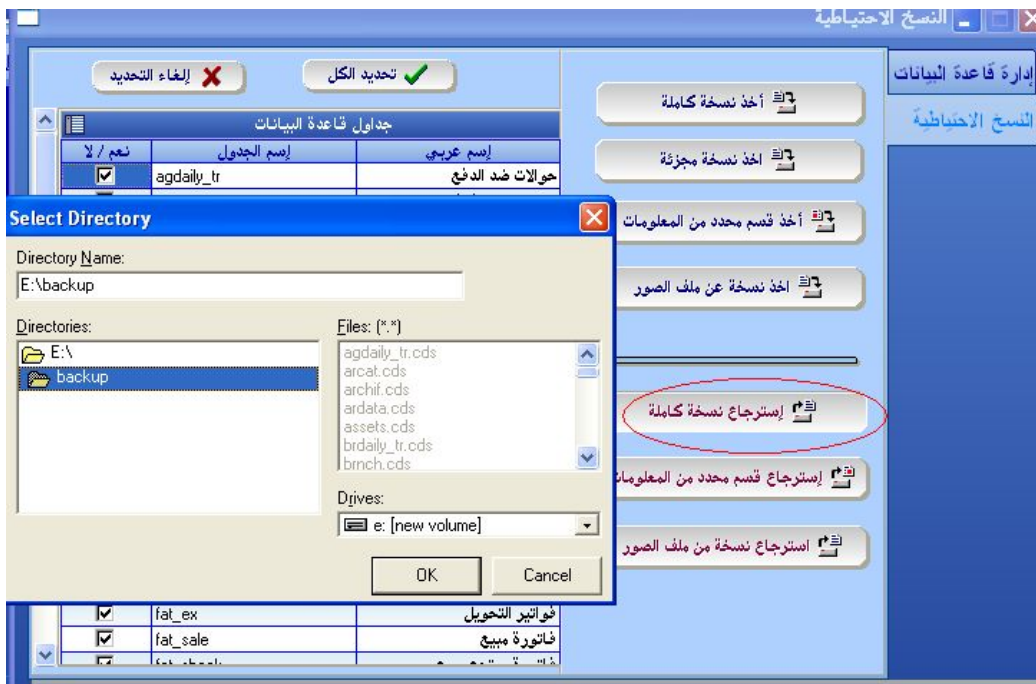 النسخ الاحتياطية
إدارة قاعدة البيانات
النسخ الاحتياطية
أخذ نسخة كاملة
اخذ نسخة مجزئة
أخذ قسم محدد من المعلومات
اخذ نسخة عن ملف الصور
إسترجاع نسخة كاملة
إسترجاع قسم محدد من المعلومات
استرجاع نسخة من ملف الصور
تحديد الكل
إلغاء التحديد
جداول قاعدة البيانات
إسم عربي إسم الجدول نعم / لا
حوالات ضد الدفع agdaily_tr
Select Directory
Directory Name:
E:\backup
Directories:
E:\
backup
Files: (*.*)
agdaily_tr.cds
arcat.cds
archif.cds
ardata.cds
assets.cds
brdaily_tr.cds
brnch.cds
Drives:
e: [new volume]
OK
Cancel
فواتير التحويل fat_ex
فاتورة مبيع fat_sale